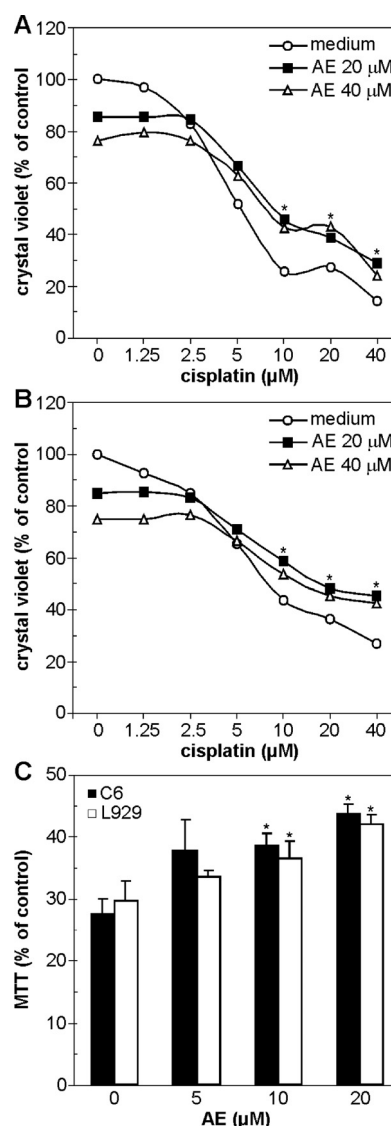 A
120
100
80
60
40
20
0
crystal violet (% of control)
medium
AE 20 µM
AE 40 µM
* * *
0 1.25 2.5 5 10 20 40
cisplatin (µM)
B
120
100
80
60
40
20
0
crystal violet (% of control)
medium
AE 20 µM
AE 40 µM
* * *
0 1.25 2.5 5 10 20 40
cisplatin (µM)
C
50
40
30
20
10
0
MTT (% of control)
C6
L929
* * * *
0 5 10 20
AE (µM)